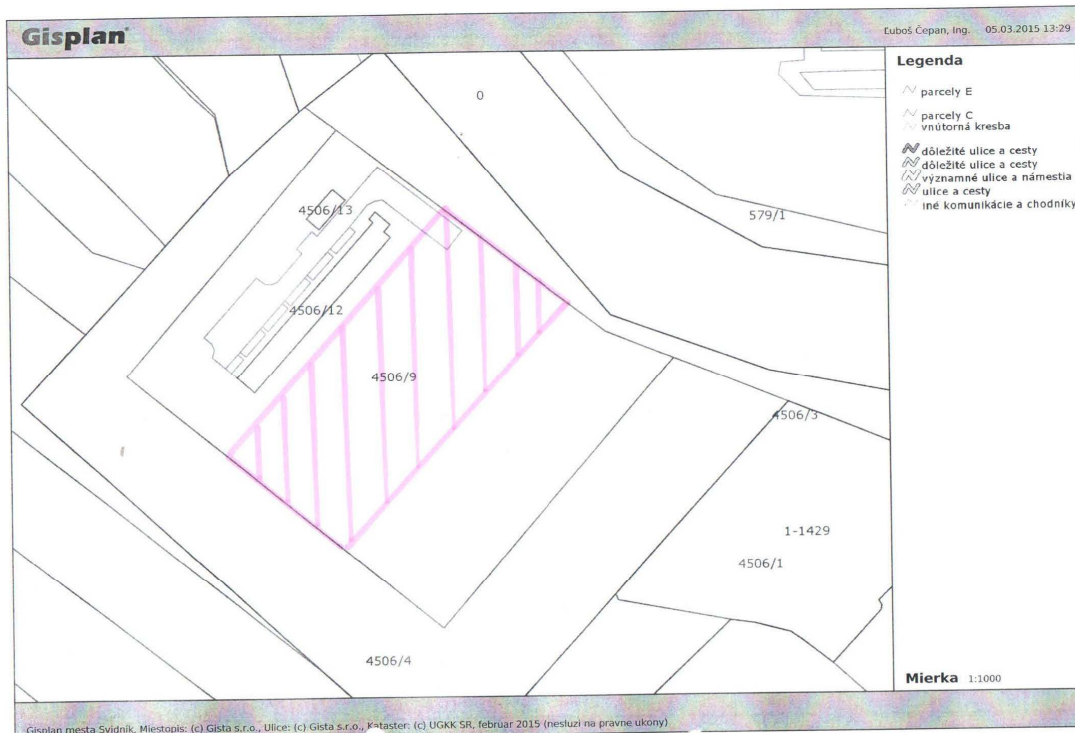 Gisplan
Ľuboš Čepan, Ing. 05.03.2015 13:29
Legenda
parcely E
parcely C
vnútorná kresba
dôležité ulice a cesty
dôležité ulice a cesty
významné ulice a námestia
ulice a cesty
iné komunikácie a chodníky
0
4506/13
579/1
4506/12
4506/9
4506/3
1-1429
4506/1
4506/4
Mierka 1:1000
Gisplan mesta Svidník, Miestopis: (c) Gista s.r.o., Ulice: (c) Gista s.r.o., Kataster: (c) UGKK SR, februar 2015 (nesluzi na pravne ukony)